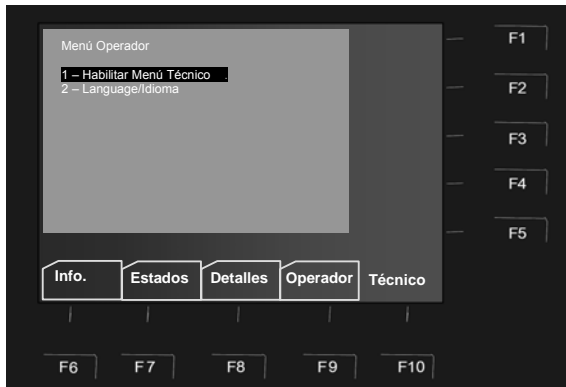 Menú Operador
1 – Habilitar Menú Técnico .
2 – Language/Idioma
F1
F2
F3
F4
F5
Info. Estados Detalles Operador Técnico
F6 F7 F8 F9 F10